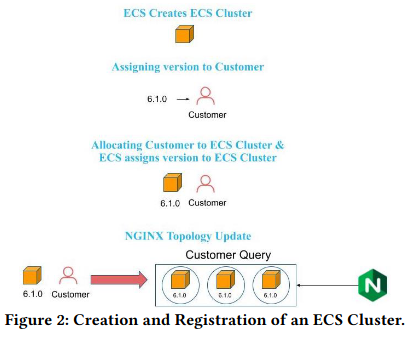 ECS Creates ECS Cluster
Assigning version to Customer
6.1.0
Customer
Allocating Customer to ECS Cluster &
ECS assigns version to ECS Cluster
6.1.0 Customer
NGINX Topology Update
Customer Query
6.1.0 Customer
6.1.0 6.1.0 6.1.0
N
Figure 2: Creation and Registration of an ECS Cluster.